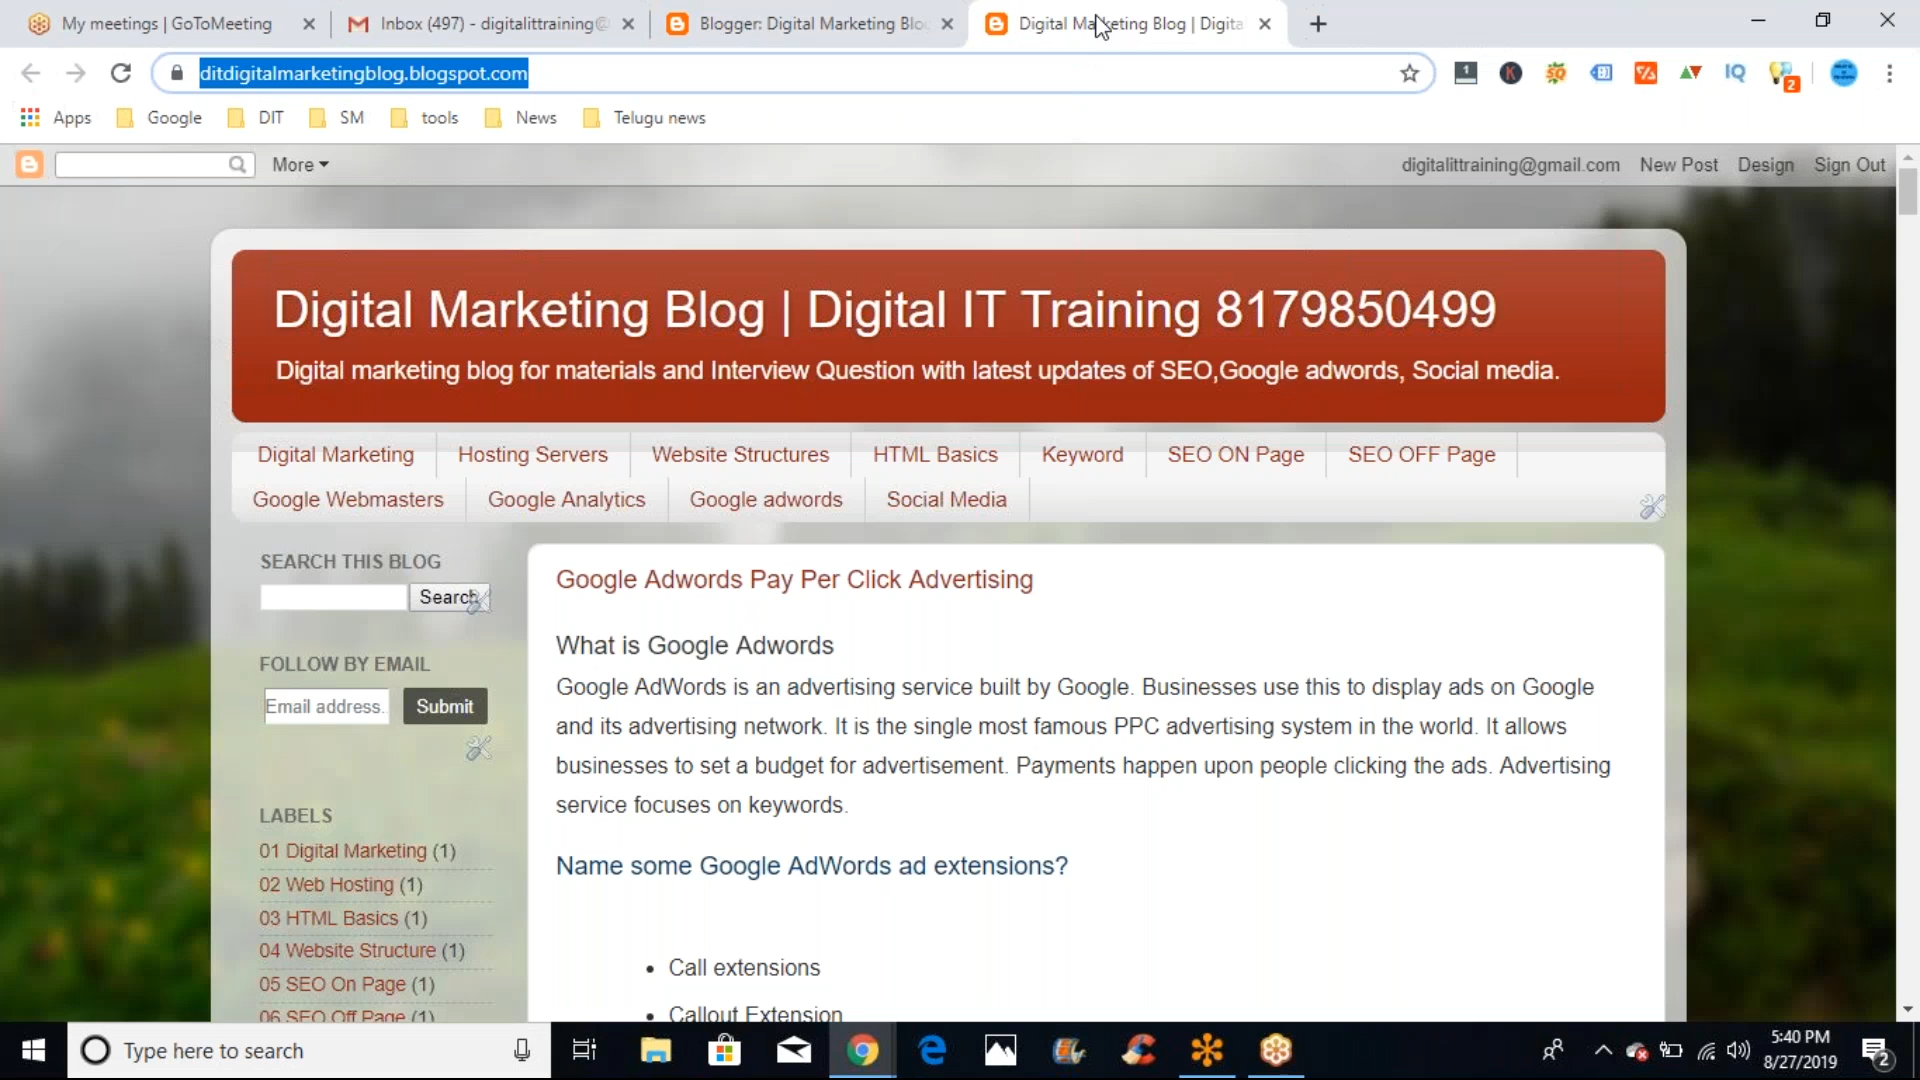 My meetings | GoToMeeting
Inbox (497) - digitalittraining@
Blogger: Digital Marketing Blo
Digital Marketing Blog | Digita
ditdigitalmarketingblog.blogspot.com
Apps
Google
DIT
SM
tools
News
Telugu news
More
digitalittraining@gmail.com
New Post
Design
Sign Out
Digital Marketing Blog | Digital IT Training 8179850499
Digital marketing blog for materials and Interview Question with latest updates of SEO,Google adwords, Social media.
Digital Marketing
Hosting Servers
Website Structures
HTML Basics
Keyword
SEO ON Page
SEO OFF Page
Google Webmasters
Google Analytics
Google adwords
Social Media
SEARCH THIS BLOG
Search
FOLLOW BY EMAIL
Email address.
Submit
LABELS
01 Digital Marketing (1)
02 Web Hosting (1)
03 HTML Basics (1)
04 Website Structure (1)
05 SEO On Page (1)
06 SEO Off Page (1)
Google Adwords Pay Per Click Advertising
What is Google Adwords
Google AdWords is an advertising service built by Google. Businesses use this to display ads on Google
and its advertising network. It is the single most famous PPC advertising system in the world. It allows
businesses to set a budget for advertisement. Payments happen upon people clicking the ads. Advertising
service focuses on keywords.
Name some Google AdWords ad extensions?
Call extensions
Callout Extension
Type here to search
5:40 PM
8/27/2019
2